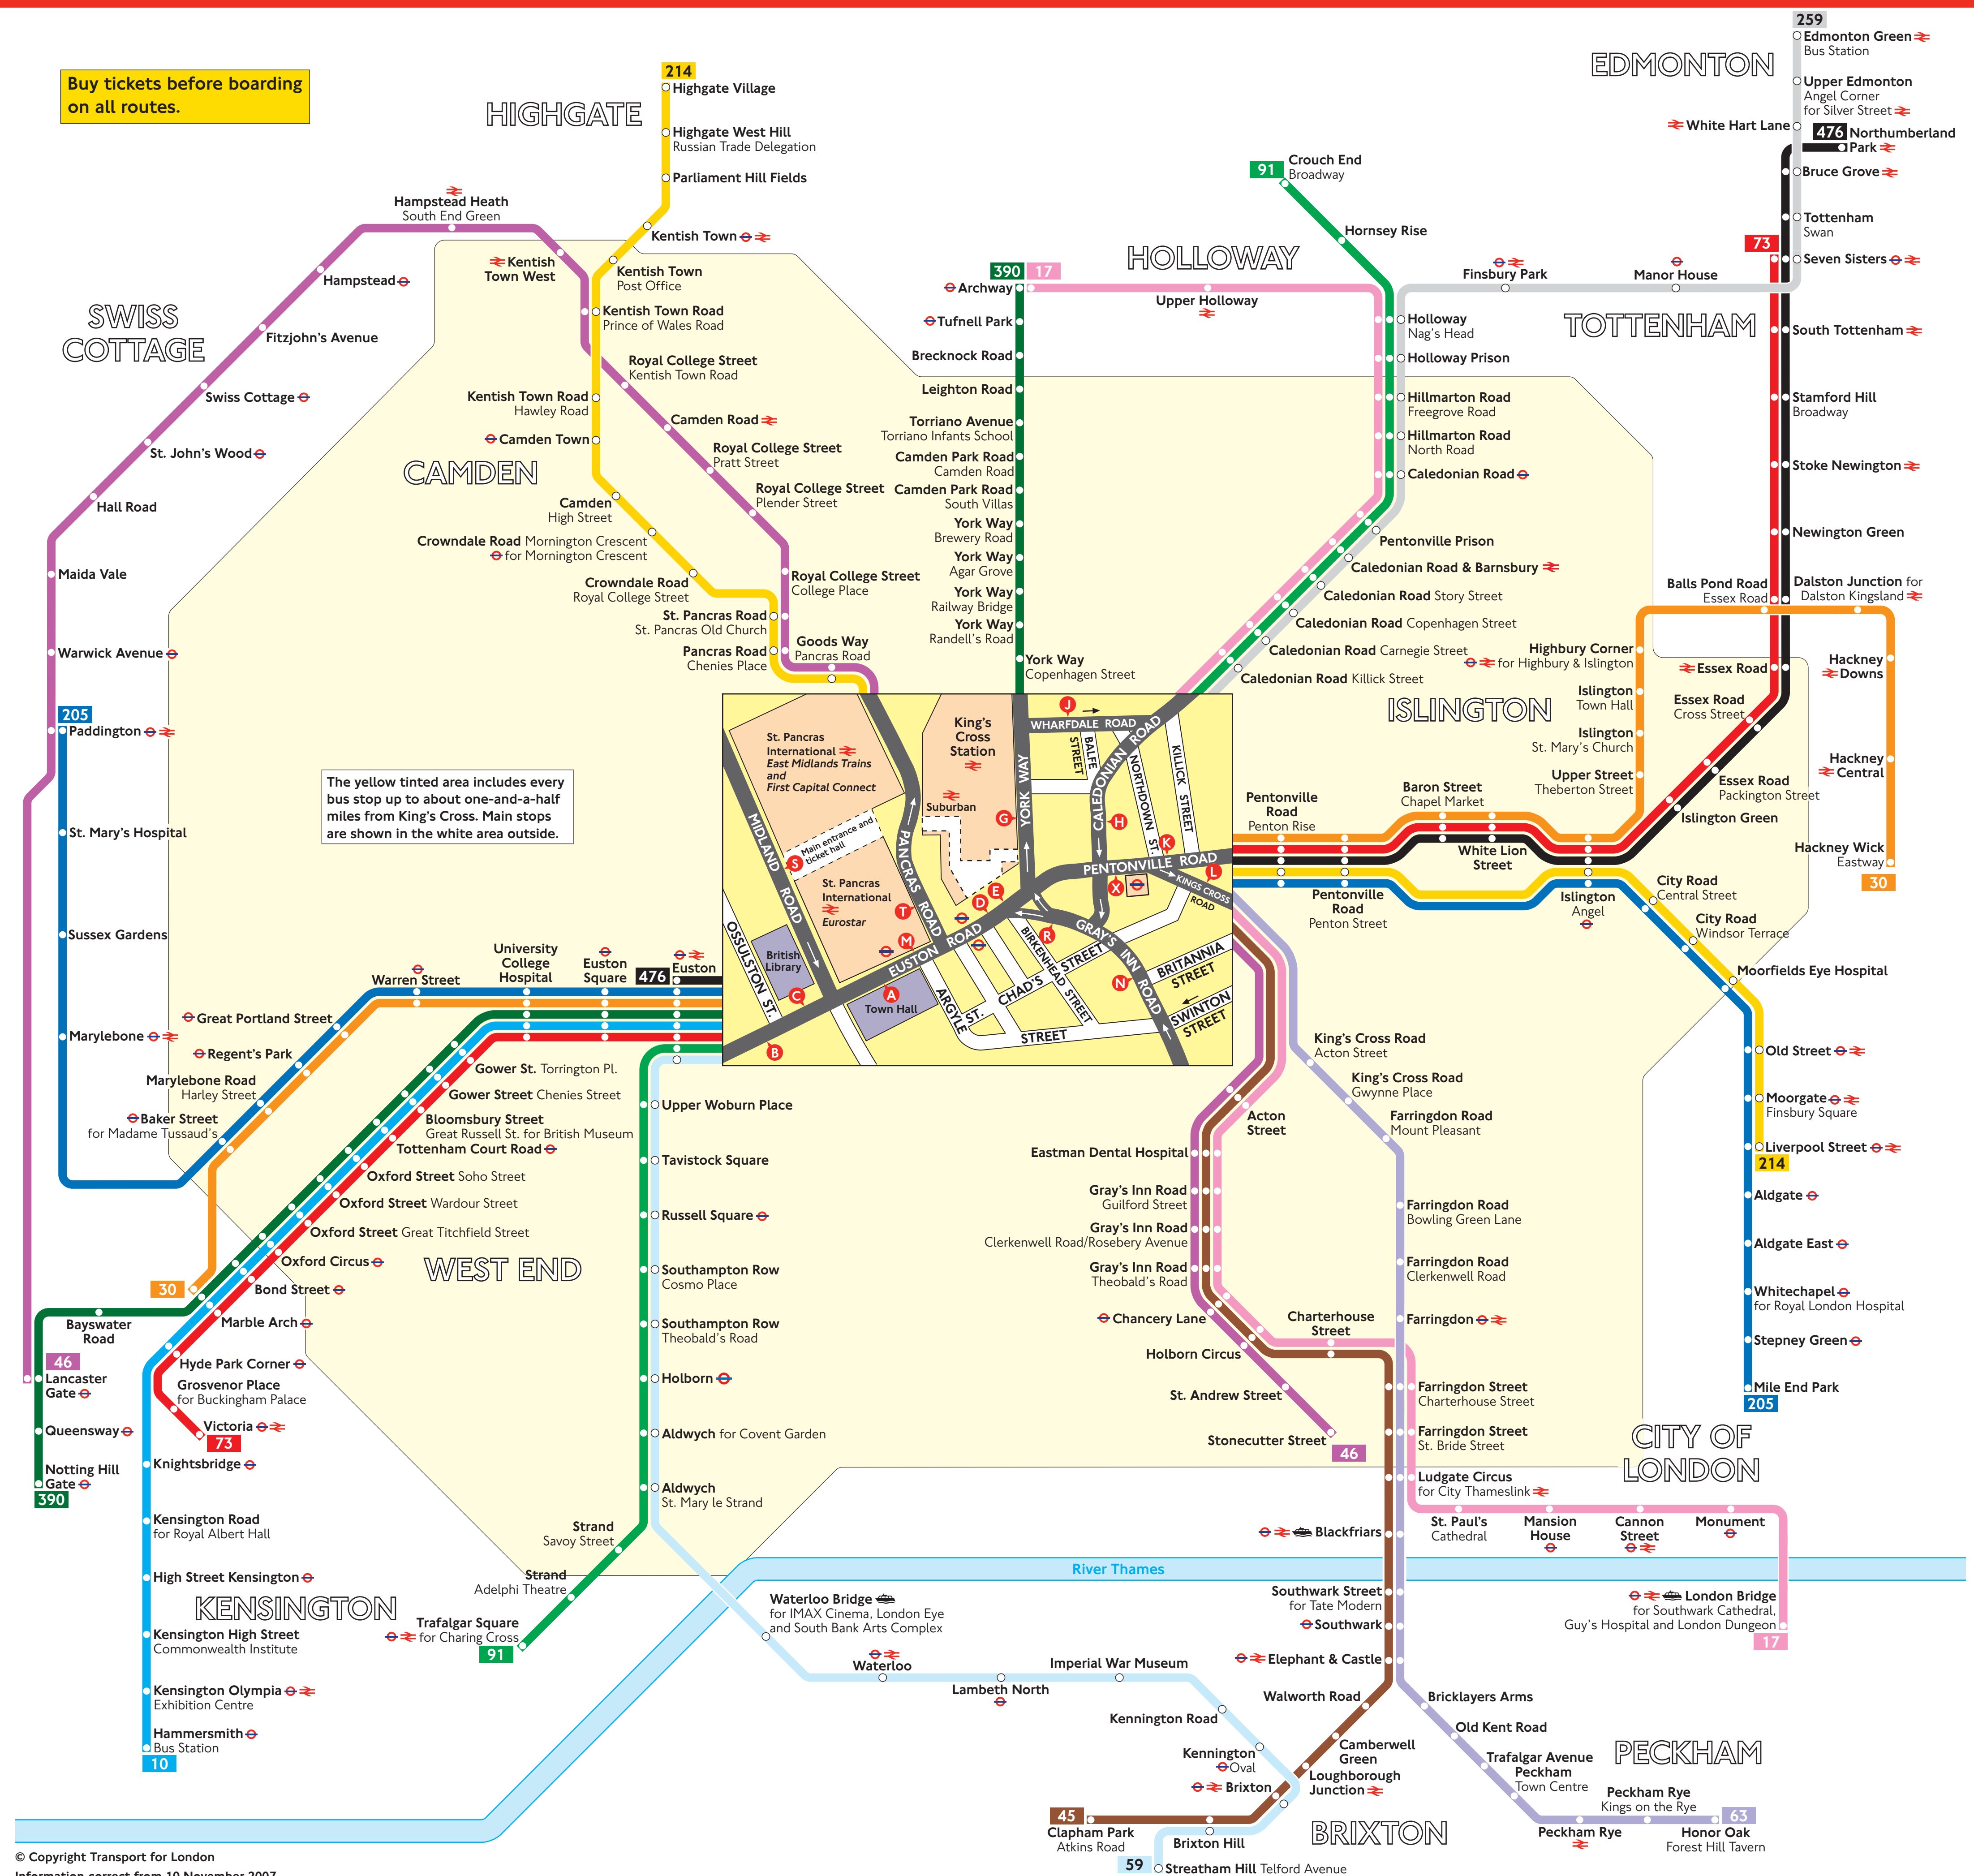 Buy tickets before boarding
on all routes.
HIGHGATE
214
Highgate Village
Highgate West Hill
Russian Trade Delegation
Parliament Hill Fields
Kentish Town
Kentish Town
Post Office
Kentish Town Road
Prince of Wales Road
Kentish Town Road
Hawley Road
Camden Town
CAMDEN
Camden
High Street
Crowndale Road Mornington Crescent
for Mornington Crescent
Crowndale Road
Royal College Street
St. Pancras Road
St. Pancras Old Church
Pancras Road
Chenies Place
Goods Way
Pancras Road
Hampstead Heath
South End Green
Kentish
Town West
Royal College Street
Kentish Town Road
Camden Road
Royal College Street
Pratt Street
Royal College Street
Plender Street
Royal College Street
College Place
Hampstead
SWISS
COTTAGE
Fitzjohn's Avenue
Swiss Cottage
St. John's Wood
Hall Road
Maida Vale
Warwick Avenue
205
Paddington
St. Mary's Hospital
Sussex Gardens
Marylebone
The yellow tinted area includes every
bus stop up to about one-and-a-half
miles from King's Cross. Main stops
are shown in the white area outside.
390
17
Archway
Tufnell Park
Brecknock Road
Leighton Road
Torriano Avenue
Torriano Infants School
Camden Park Road
Camden Road
Camden Park Road
South Villas
York Way
Brewery Road
York Way
Agar Grove
York Way
Railway Bridge
York Way
Randell's Road
York Way
Copenhagen Street
HOLLOWAY
Upper Holloway
91
Crouch End
Broadway
Hornsey Rise
Holloway
Nag's Head
Holloway Prison
Hillmarton Road
Freegrove Road
Hillmarton Road
North Road
Caledonian Road
Pentonville Prison
Caledonian Road & Barnsbury
Caledonian Road Story Street
Caledonian Road Copenhagen Street
Caledonian Road Carnegie Street
Caledonian Road Killick Street
EDMONTON
259
Edmonton Green
Bus Station
Upper Edmonton
Angel Corner
for Silver Street
White Hart Lane
476
Northumberland
Park
Bruce Grove
Tottenham
Swan
73
Seven Sisters
Finsbury Park
Manor House
TOTTENHAM
South Tottenham
Stamford Hill
Broadway
Stoke Newington
Newington Green
Balls Pond Road
Essex Road
Dalston Junction for
Dalston Kingsland
Highbury Corner
for Highbury & Islington
Essex Road
Hackney
Downs
ISLINGTON
Islington
Town Hall
Essex Road
Cross Street
Islington
St. Mary's Church
Hackney
Central
Upper Street
Theberton Street
Essex Road
Packington Street
Islington Green
Hackney Wick
Eastway
30
Pentonville
Road
Penton Rise
Baron Street
Chapel Market
White Lion
Street
Pentonville
Road
Penton Street
Islington
Angel
City Road
Central Street
City Road
Windsor Terrace
Moorfields Eye Hospital
Old Street
Moorgate
Finsbury Square
Liverpool Street
214
Aldgate
Aldgate East
Whitechapel
for Royal London Hospital
Stepney Green
Mile End Park
205
St. Pancras
International
East Midlands Trains
and
First Capital Connect
King's
Cross
Station
Suburban
Main entrance and
ticket hall
St. Pancras
International
Eurostar
British
Library
Town Hall
MIDLAND ROAD
PANCRAS ROAD
OSSULSTON ST.
EUSTON ROAD
ARGYLE
ST.
STREET
CHAD'S STREET
BIRKENHEAD STREET
GRAY'S INN ROAD
BRITANNIA
STREET
SWINTON
STREET
KINGS CROSS
ROAD
PENTONVILLE ROAD
CALEDONIAN ROAD
YORK WAY
WHARFDALE ROAD
BALFE
STREET
NORTHDOWN ST.
KILLICK STREET
J
G
H
K
L
X
S
E
D
T
M
R
C
A
N
B
476
Euston
Euston
Square
University
College
Hospital
Warren Street
Great Portland Street
Regent's Park
Marylebone Road
Harley Street
Baker Street
for Madame Tussaud's
Gower St. Torrington Pl.
Gower Street Chenies Street
Bloomsbury Street
Great Russell St. for British Museum
Tottenham Court Road
Oxford Street Soho Street
Oxford Street Wardour Street
Oxford Street Great Titchfield Street
Oxford Circus
WEST END
30
Bond Street
Marble Arch
Bayswater
Road
46
Lancaster
Gate
Queensway
Notting Hill
Gate
390
Hyde Park Corner
Grosvenor Place
for Buckingham Palace
Victoria
73
Knightsbridge
Kensington Road
for Royal Albert Hall
High Street Kensington
KENSINGTON
Kensington High Street
Commonwealth Institute
Kensington Olympia
Exhibition Centre
Hammersmith
Bus Station
10
Upper Woburn Place
Tavistock Square
Russell Square
Southampton Row
Cosmo Place
Southampton Row
Theobald's Road
Holborn
Aldwych for Covent Garden
Aldwych
St. Mary le Strand
Strand
Savoy Street
Strand
Adelphi Theatre
Trafalgar Square
for Charing Cross
91
King's Cross Road
Acton Street
King's Cross Road
Gwynne Place
Farringdon Road
Mount Pleasant
Acton
Street
Eastman Dental Hospital
Gray's Inn Road
Guilford Street
Gray's Inn Road
Clerkenwell Road/Rosebery Avenue
Gray's Inn Road
Theobald's Road
Chancery Lane
Holborn Circus
St. Andrew Street
Stonecutter Street
46
Charterhouse
Street
Farringdon Road
Bowling Green Lane
Farringdon Road
Clerkenwell Road
Farringdon
Farringdon Street
Charterhouse Street
Farringdon Street
St. Bride Street
Ludgate Circus
for City Thameslink
CITY OF
LONDON
St. Paul's
Cathedral
Mansion
House
Cannon
Street
Monument
Blackfriars
River Thames
London Bridge
for Southwark Cathedral,
Guy's Hospital and London Dungeon
17
Southwark Street
for Tate Modern
Southwark
Elephant & Castle
Waterloo Bridge
for IMAX Cinema, London Eye
and South Bank Arts Complex
Waterloo
Lambeth North
Imperial War Museum
Kennington Road
Kennington
Oval
Brixton
Walworth Road
Camberwell
Green
Loughborough
Junction
45
Clapham Park
Atkins Road
Brixton Hill
BRIXTON
59
Streatham Hill Telford Avenue
Bricklayers Arms
Old Kent Road
Trafalgar Avenue
Peckham
Town Centre
PECKHAM
Peckham Rye
Kings on the Rye
63
Peckham Rye
Honor Oak
Forest Hill Tavern
© Copyright Transport for London
Information correct from 10 November 2007